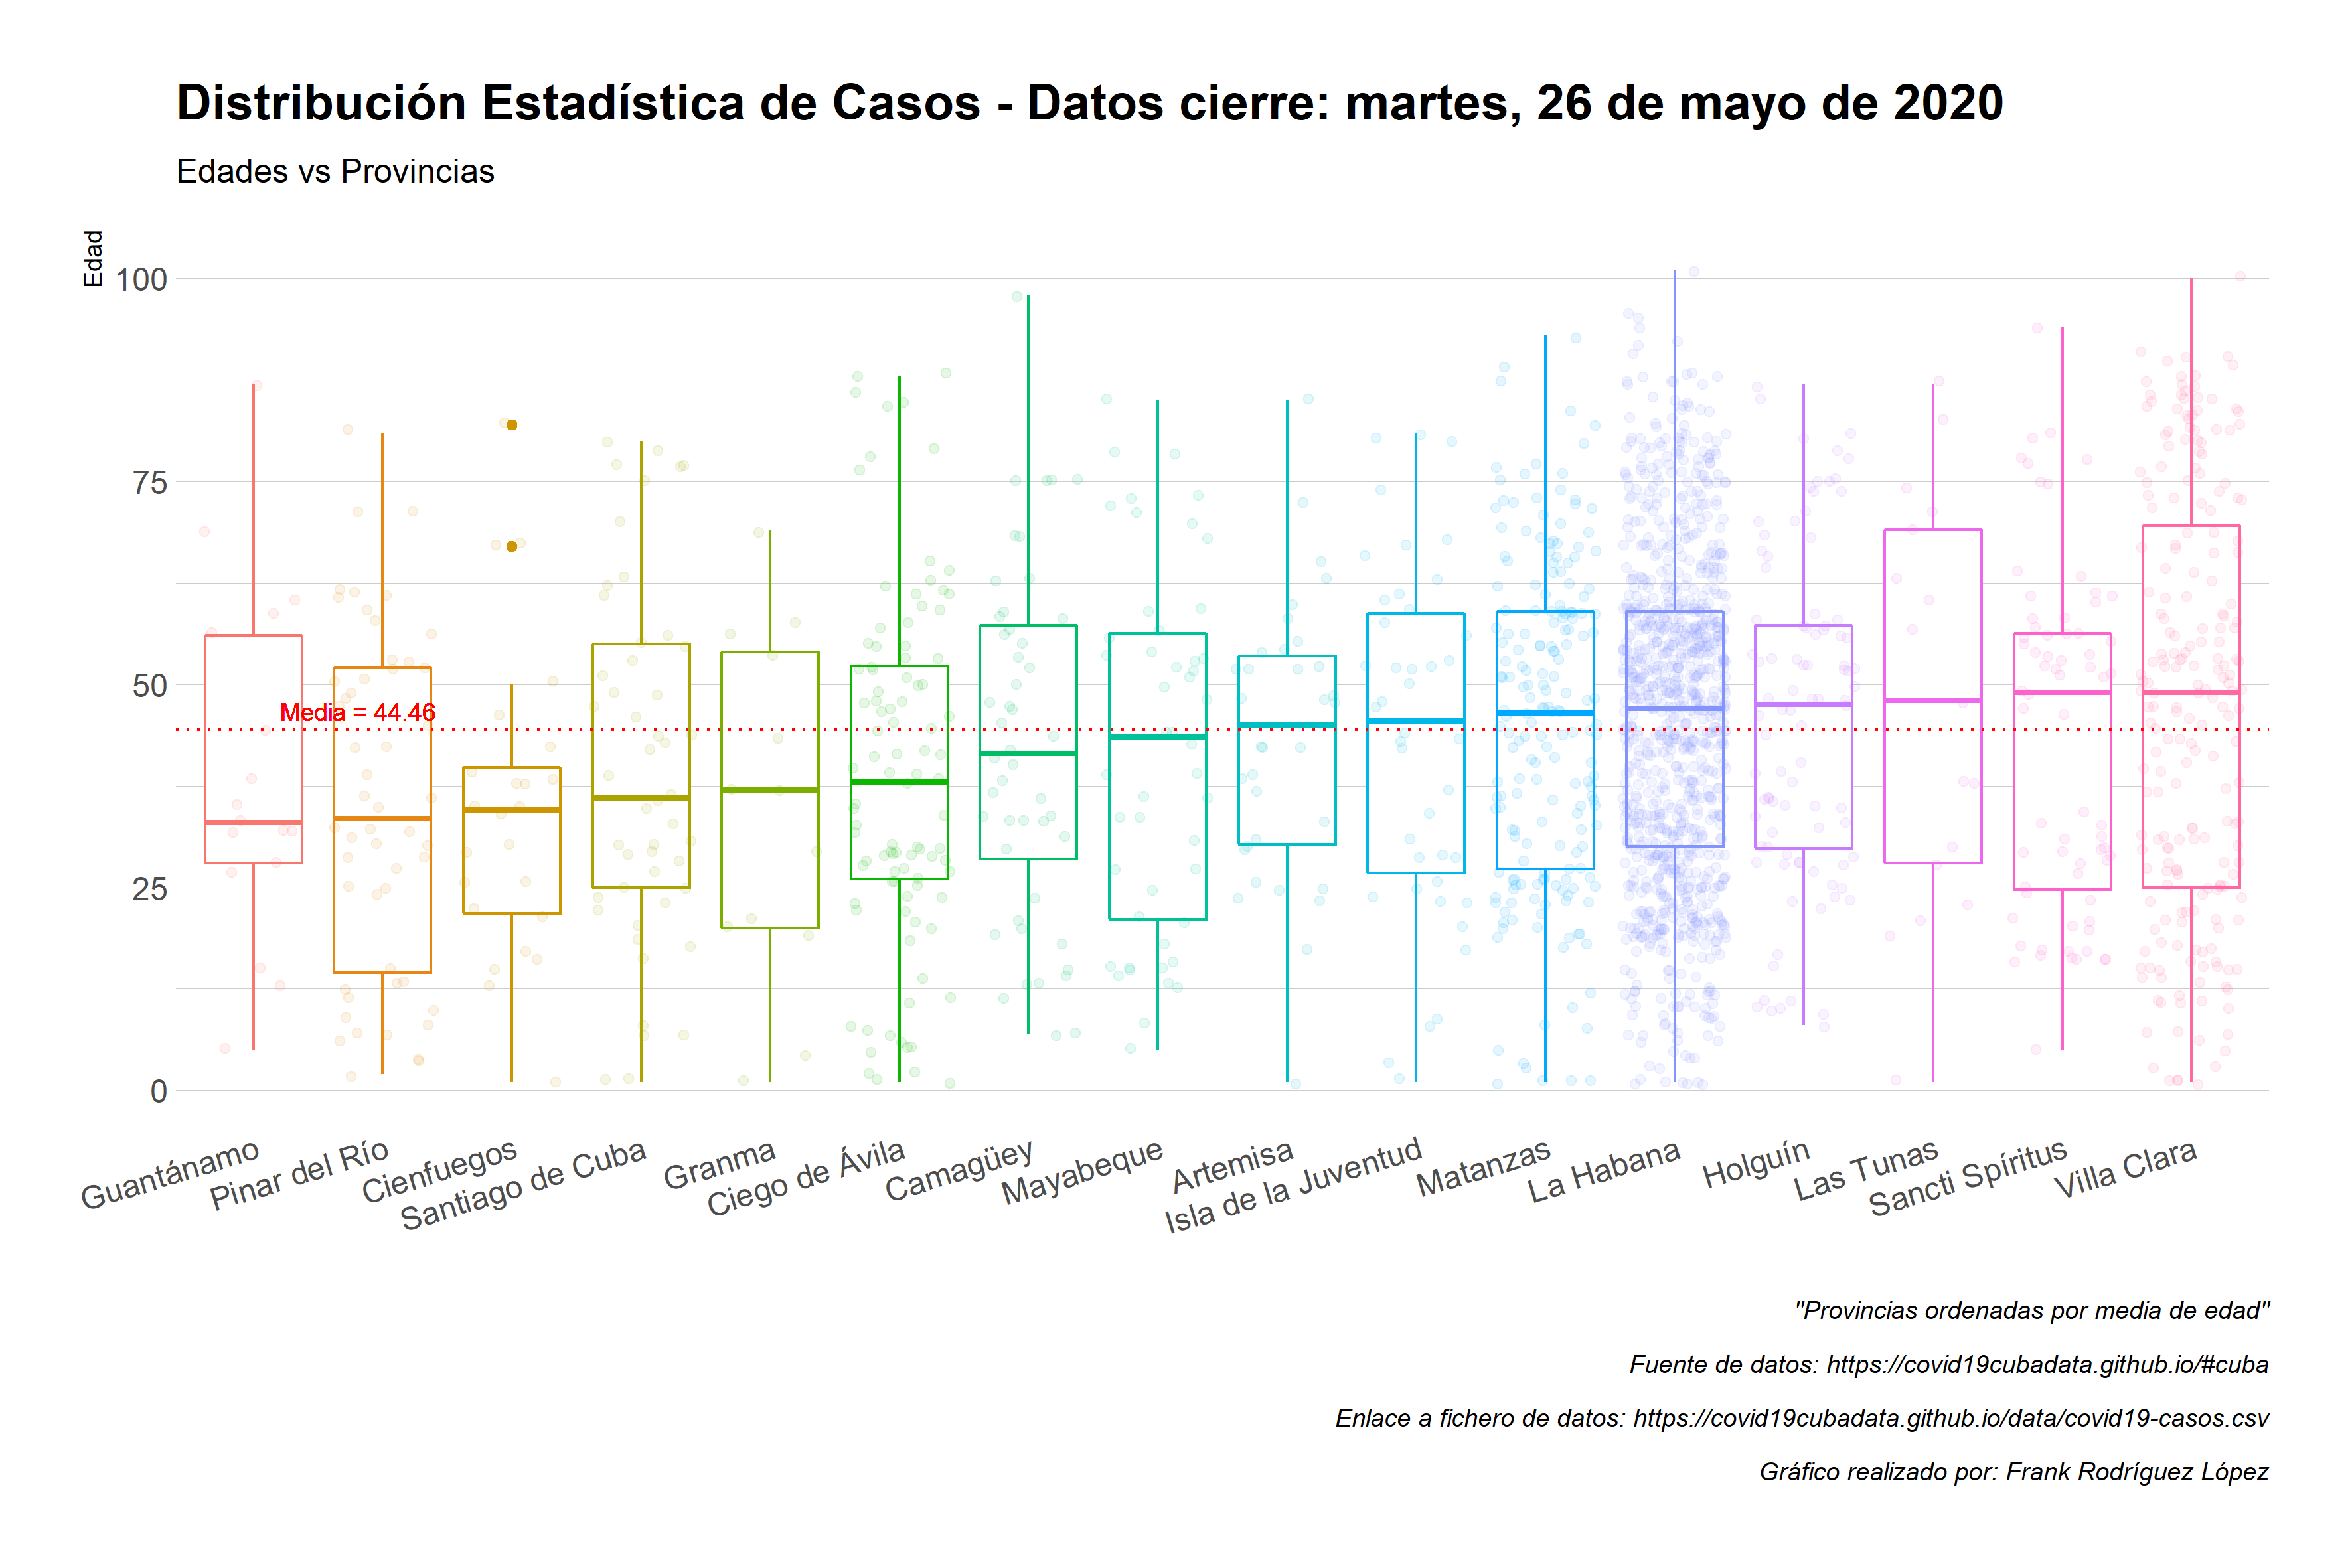 Distribución Estadística de Casos - Datos cierre: martes, 26 de mayo de 2020
Edades vs Provincias
Edad
100
75
50
25
0
Media = 44.46
Guantánamo
Pinar del Río
Cienfuegos
Santiago de Cuba
Granma
Ciego de Ávila
Camagüey
Mayabeque
Artemisa
Isla de la Juventud
Matanzas
La Habana
Holguín
Las Tunas
Sancti Spíritus
Villa Clara
"Provincias ordenadas por media de edad"
Fuente de datos: https://covid19cubadata.github.io/#cuba
Enlace a fichero de datos: https://covid19cubadata.github.io/data/covid19-casos.csv
Gráfico realizado por: Frank Rodríguez López